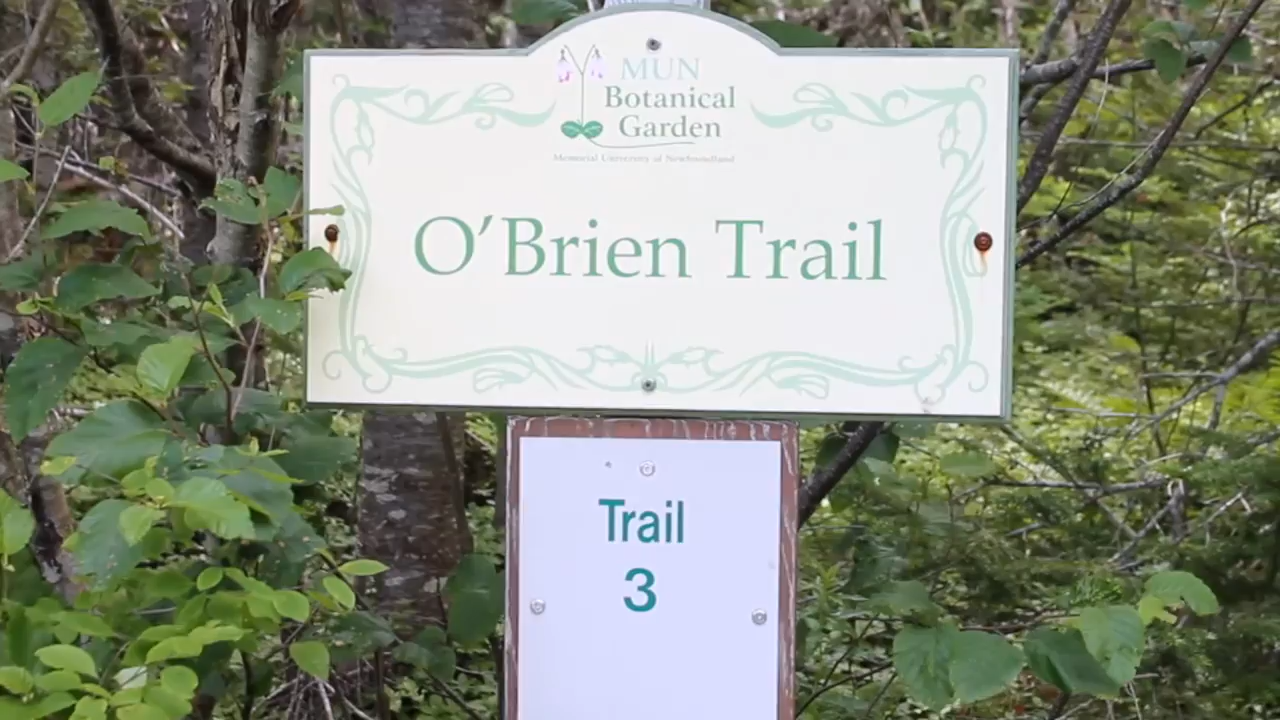 MUN
Botanical
Garden
Memorial University of Newfoundland
O'Brien Trail
Trail
3